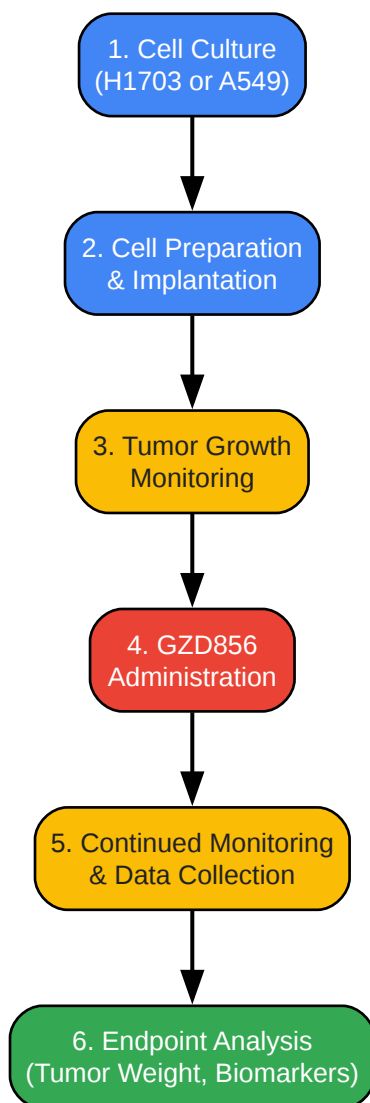 1. Cell Culture
(H1703 or A549)
2. Cell Preparation
& Implantation
3. Tumor Growth
Monitoring
4. GZD856
Administration
5. Continued Monitoring
& Data Collection
6. Endpoint Analysis
(Tumor Weight, Biomarkers)